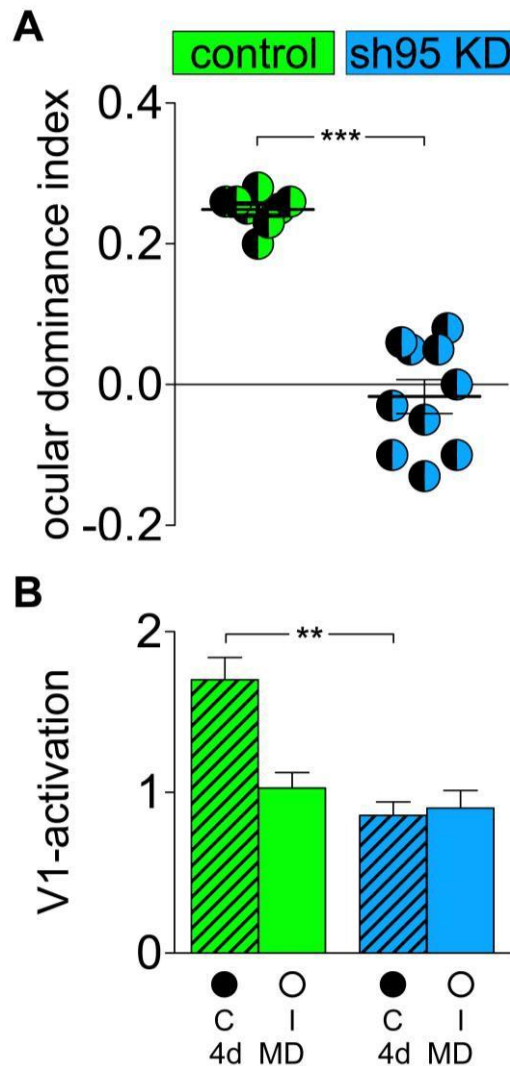 A
control sh95 KD
ocular dominance index
0.4
***
0.2
0.0
-0.2
B
V1-activation
2
**
1
0
C I C I
4d MD 4d MD